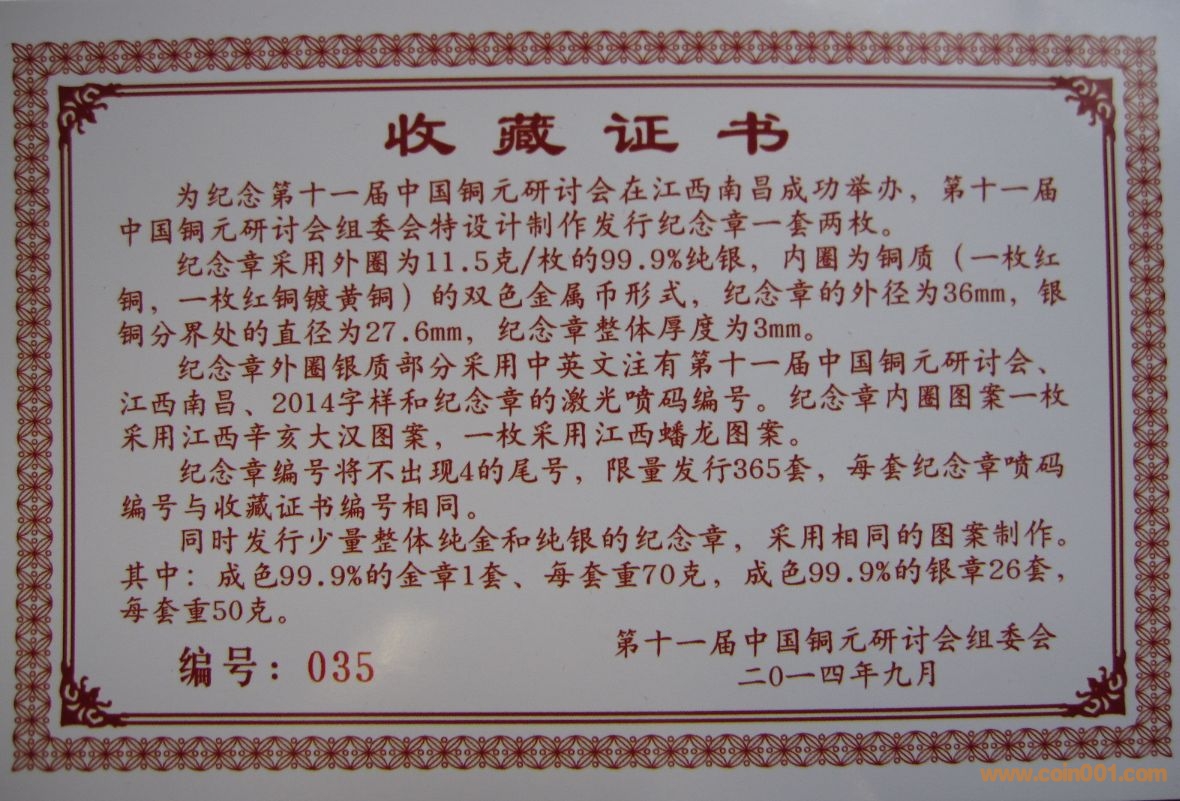 收藏证书
为纪念第十一届中国铜元研讨会在江西南昌成功举办，第十一届
中国铜元研讨会组委会特设计制作发行纪念章一套两枚。
纪念章采用外圈为11.5克/枚的99.9%纯银，内圈为铜质（一枚红
铜，一枚红铜镀黄铜）的双色金属币形式，纪念章的外径为36mm，银
铜分界处的直径为27.6mm，纪念章整体厚度为3mm。
纪念章外圈银质部分采用中英文注有第十一届中国铜元研讨会、
江西南昌、2014字样和纪念章的激光喷码编号。纪念章内圈图案一枚
采用江西辛亥大汉图案，一枚采用江西蟠龙图案。
纪念章编号将不出现4的尾号，限量发行365套，每套纪念章喷码
编号与收藏证书编号相同。
同时发行少量整体纯金和纯银的纪念章，采用相同的图案制作。
其中：成色99.9%的金章1套、每套重70克，成色99.9%的银章26套，
每套重50克。
第十一届中国铜元研讨会组委会
编号：035
二0一四年九月
www.coin001.com